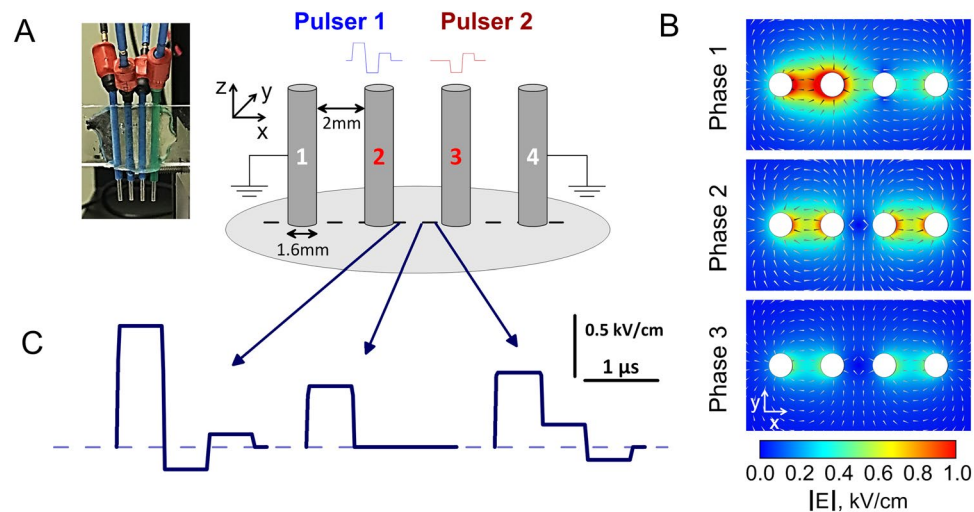 A
Pulser 1
Pulser 2
z
y
x
2mm
1
2
3
4
1.6mm
B
Phase 1
Phase 2
Phase 3
y
x
0.0 0.2 0.4 0.6 0.8 1.0
|E|, kV/cm
C
0.5 kV/cm
1 µs